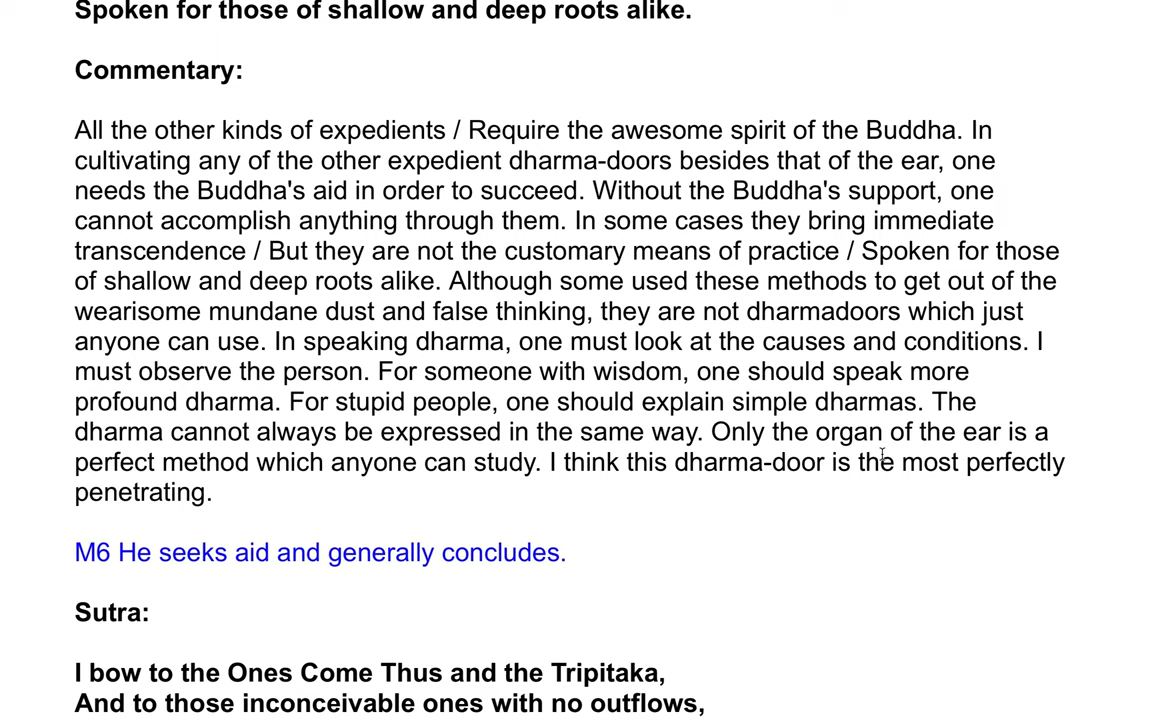 Spoken for those of shallow and deep roots alike.
Commentary:
All the other kinds of expedients / Require the awesome spirit of the Buddha. In
cultivating any of the other expedient dharma-doors besides that of the ear, one
needs the Buddha's aid in order to succeed. Without the Buddha's support, one
cannot accomplish anything through them. In some cases they bring immediate
transcendence / But they are not the customary means of practice / Spoken for those
of shallow and deep roots alike. Although some used these methods to get out of the
wearisome mundane dust and false thinking, they are not dharmadoors which just
anyone can use. In speaking dharma, one must look at the causes and conditions. I
must observe the person. For someone with wisdom, one should speak more
profound dharma. For stupid people, one should explain simple dharmas. The
dharma cannot always be expressed in the same way. Only the organ of the ear is a
perfect method which anyone can study. I think this dharma-door is the most perfectly
penetrating.
M6 He seeks aid and generally concludes.
Sutra:
I bow to the Ones Come Thus and the Tripitaka,
And to those inconceivable ones with no outflows,